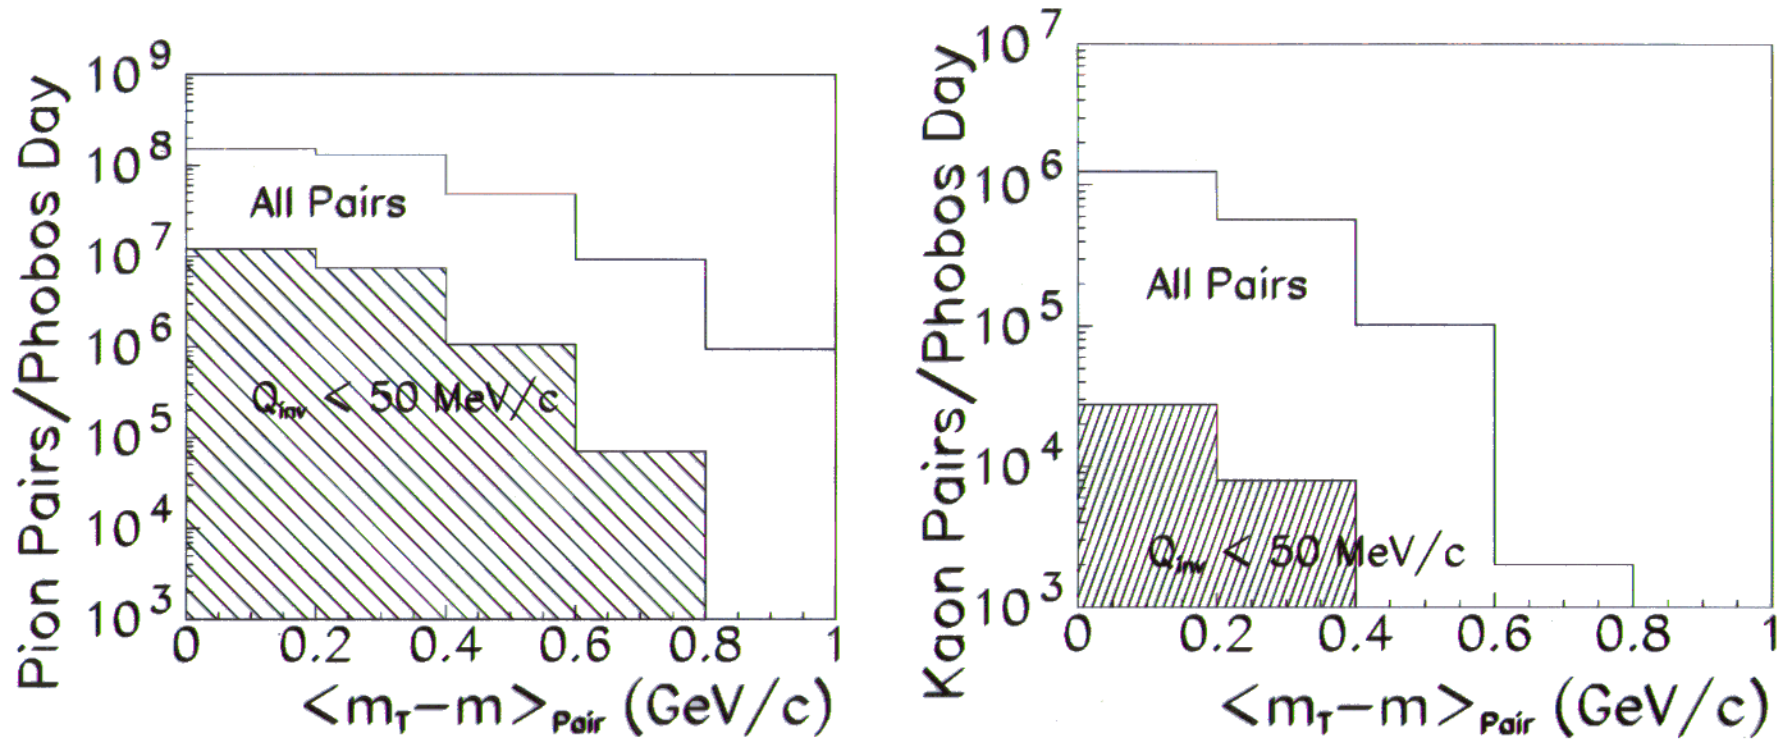 Pion Pairs/Phobos Day
10^9
10^8
10^7
10^6
10^5
10^4
10^3
All Pairs
Q_inv < 50 MeV/c
0 0.2 0.4 0.6 0.8 1
<m_T-m>_Pair (GeV/c)
Kaon Pairs/Phobos Day
10^7
10^6
10^5
10^4
10^3
All Pairs
Q_inv < 50 MeV/c
0 0.2 0.4 0.6 0.8 1
<m_T-m>_Pair (GeV/c)